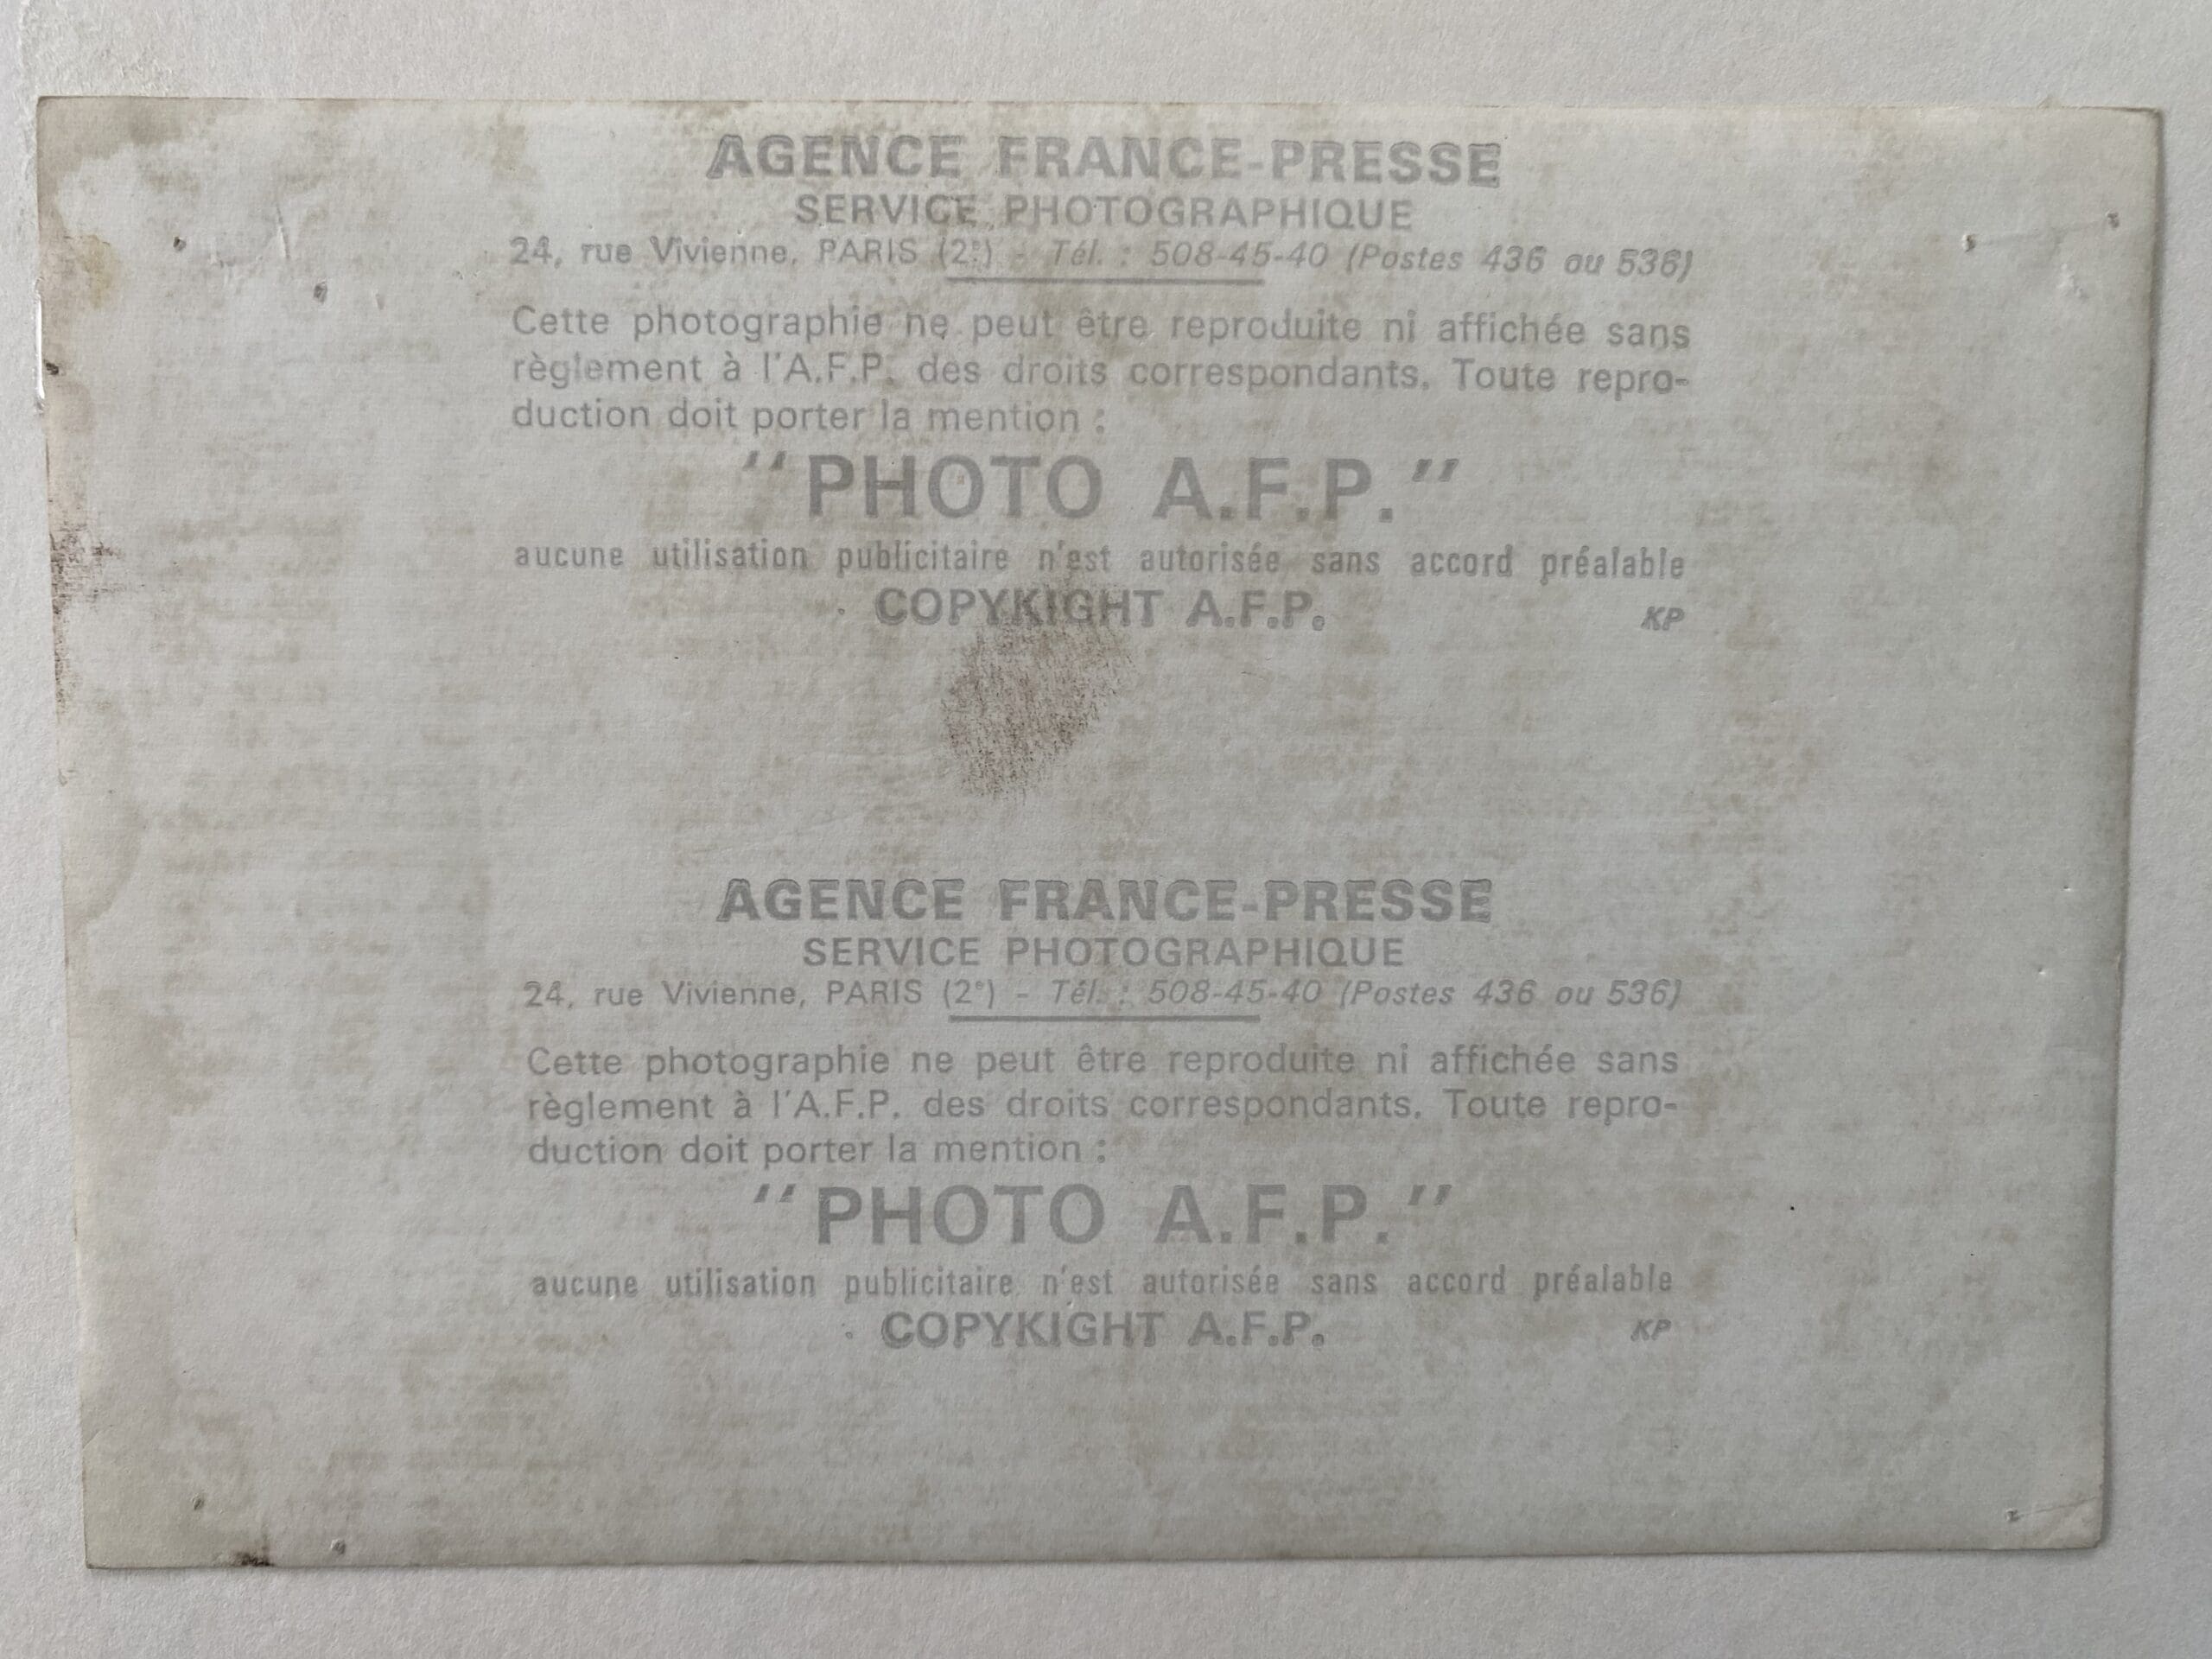 AGENCE FRANCE-PRESSE
SERVICE PHOTOGRAPHIQUE
24, rue Vivienne, PARIS (2e) - Tél. : 508-45-40 (Postes 436 ou 536)
Cette photographie ne peut être reproduite ni affichée sans
règlement à l'A.F.P. des droits correspondants. Toute repro-
duction doit porter la mention :
"PHOTO A.F.P."
aucune utilisation publicitaire n'est autorisée sans accord préalable
COPYKIGHT A.F.P. KP
AGENCE FRANCE-PRESSE
SERVICE PHOTOGRAPHIQUE
24, rue Vivienne, PARIS (2e) - Tél. : 508-45-40 (Postes 436 ou 536)
Cette photographie ne peut être reproduite ni affichée sans
règlement à l'A.F.P. des droits correspondants. Toute repro-
duction doit porter la mention :
"PHOTO A.F.P."
aucune utilisation publicitaire n'est autorisée sans accord préalable
COPYKIGHT A.F.P. KP